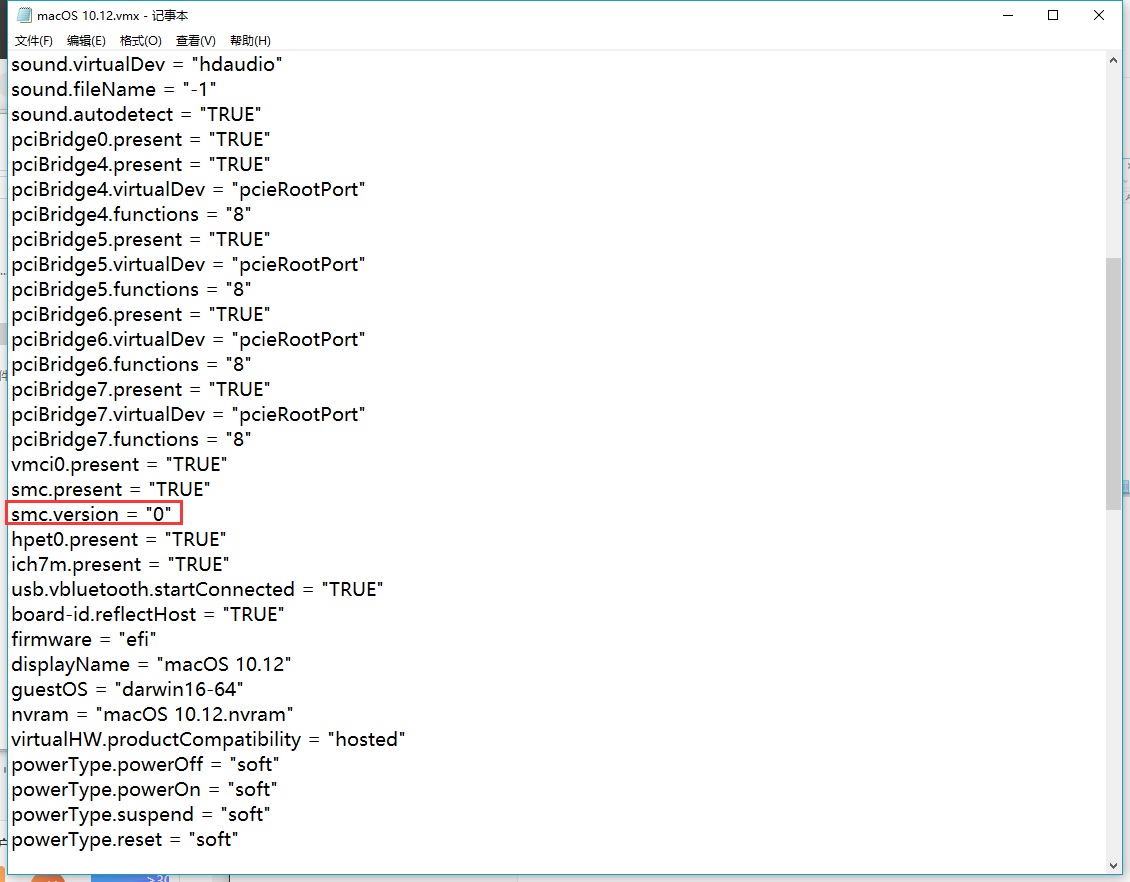 macOS 10.12.vmx - 记事本
文件(F) 编辑(E) 格式(O) 查看(V) 帮助(H)
sound.virtualDev = "hdaudio"
sound.fileName = "-1"
sound.autodetect = "TRUE"
pciBridge0.present = "TRUE"
pciBridge4.present = "TRUE"
pciBridge4.virtualDev = "pcieRootPort"
pciBridge4.functions = "8"
pciBridge5.present = "TRUE"
pciBridge5.virtualDev = "pcieRootPort"
pciBridge5.functions = "8"
pciBridge6.present = "TRUE"
pciBridge6.virtualDev = "pcieRootPort"
pciBridge6.functions = "8"
pciBridge7.present = "TRUE"
pciBridge7.virtualDev = "pcieRootPort"
pciBridge7.functions = "8"
vmci0.present = "TRUE"
smc.present = "TRUE"
smc.version = "0"
hpet0.present = "TRUE"
ich7m.present = "TRUE"
usb.vbluetooth.startConnected = "TRUE"
board-id.reflectHost = "TRUE"
firmware = "efi"
displayName = "macOS 10.12"
guestOS = "darwin16-64"
nvram = "macOS 10.12.nvram"
virtualHW.productCompatibility = "hosted"
powerType.powerOff = "soft"
powerType.powerOn = "soft"
powerType.suspend = "soft"
powerType.reset = "soft"